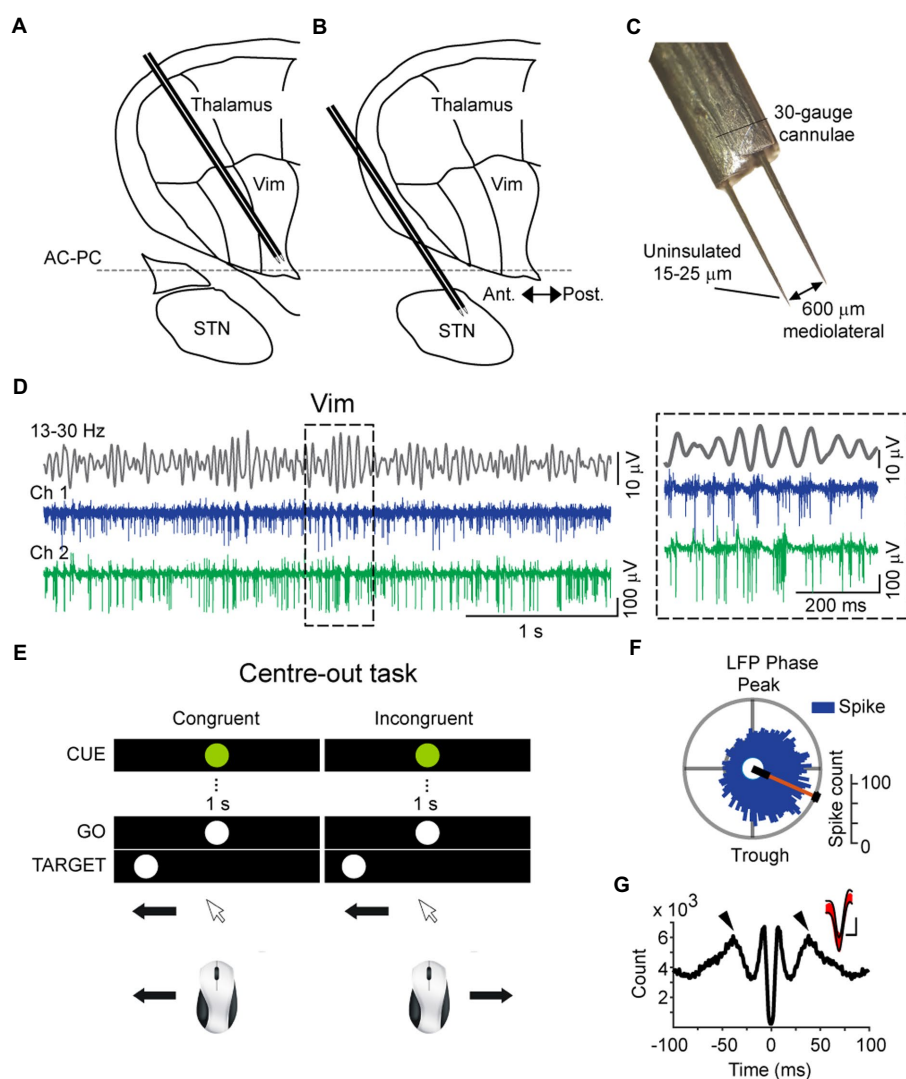 A
B
C
Thalamus
Thalamus
30-gauge
cannulae
Vim
Vim
AC-PC
Uninsulated
15-25 μm
Ant.
Post.
600 μm
mediolateral
STN
STN
D
Vim
13-30 Hz
10 μV
10 μV
Ch 1
Ch 2
100 μV
100 μV
1 s
200 ms
E
Centre-out task
Congruent
Incongruent
CUE
1 s
1 s
GO
TARGET
F
LFP Phase
Peak
Spike
100
0
Spike count
Trough
G
x 10³
6
4
2
Count
-100
-50
0
50
100
Time (ms)